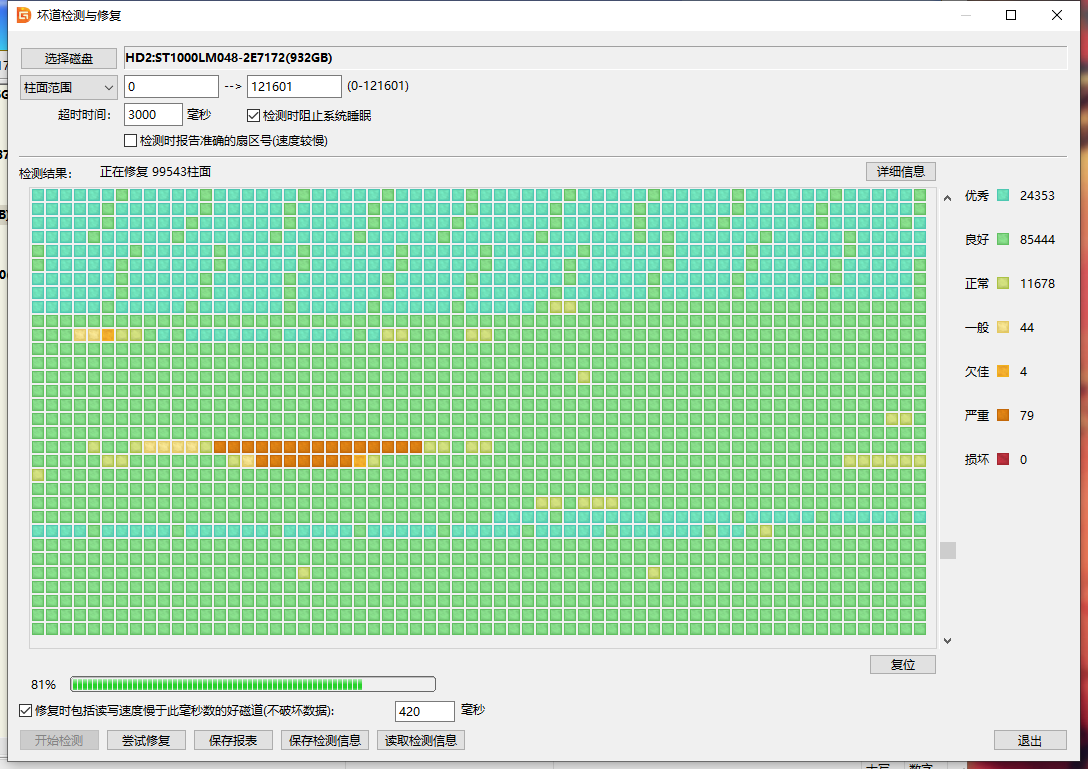 坏道检测与修复
选择磁盘 HD2:ST1000LM048-2E7172(932GB)
柱面范围 0 --> 121601 (0-121601)
超时时间: 3000 毫秒 检测时阻止系统睡眠
检测时报告准确的扇区号(速度较慢)
检测结果: 正在修复 99543柱面 详细信息
优秀 24353
良好 85444
正常 11678
一般 44
欠佳 4
严重 79
损坏 0
复位
81%
修复时包括读写速度慢于此毫秒数的好磁道(不破坏数据): 420 毫秒
开始检测 尝试修复 保存报表 保存检测信息 读取检测信息 退出